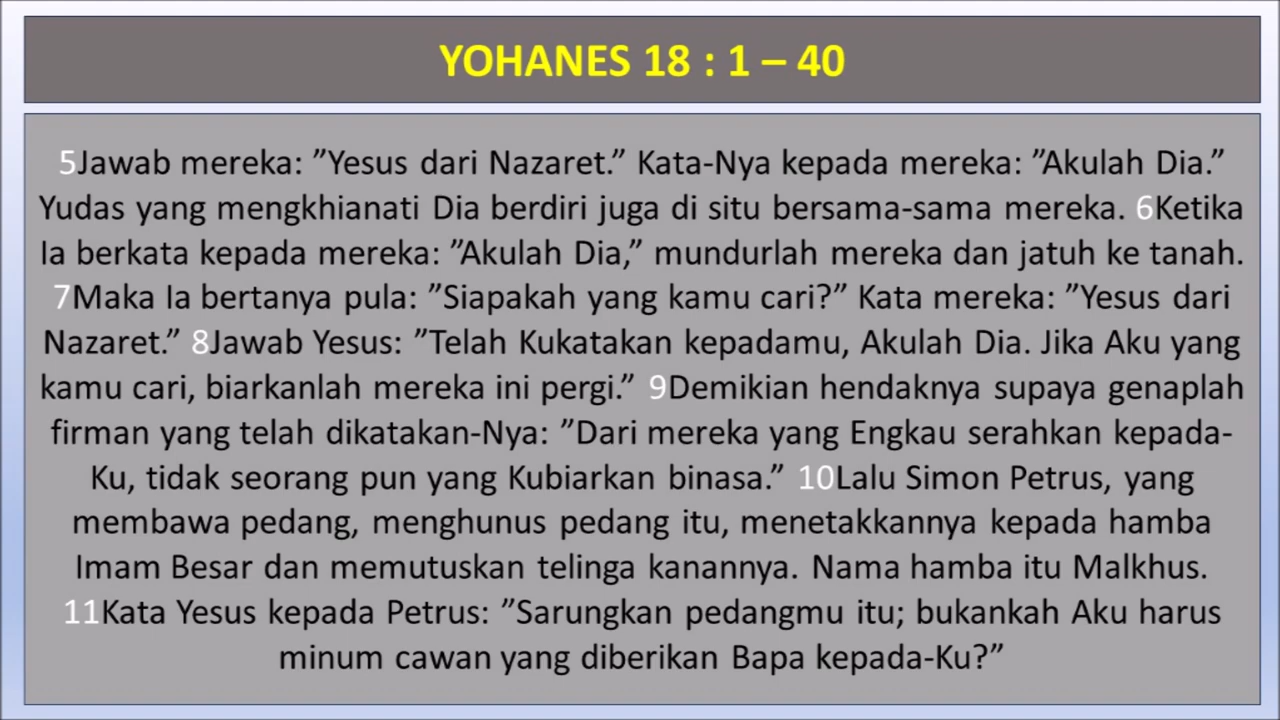 YOHANES 18 : 1 – 40
5Jawab mereka: ”Yesus dari Nazaret.” Kata-Nya kepada mereka: ”Akulah Dia.”
Yudas yang mengkhianati Dia berdiri juga di situ bersama-sama mereka. 6Ketika
Ia berkata kepada mereka: ”Akulah Dia,” mundurlah mereka dan jatuh ke tanah.
7Maka Ia bertanya pula: ”Siapakah yang kamu cari?” Kata mereka: ”Yesus dari
Nazaret.” 8Jawab Yesus: ”Telah Kukatakan kepadamu, Akulah Dia. Jika Aku yang
kamu cari, biarkanlah mereka ini pergi.” 9Demikian hendaknya supaya genaplah
firman yang telah dikatakan-Nya: ”Dari mereka yang Engkau serahkan kepada-
Ku, tidak seorang pun yang Kubiarkan binasa.” 10Lalu Simon Petrus, yang
membawa pedang, menghunus pedang itu, menetakkannya kepada hamba
Imam Besar dan memutuskan telinga kanannya. Nama hamba itu Malkhus.
11Kata Yesus kepada Petrus: ”Sarungkan pedangmu itu; bukankah Aku harus
minum cawan yang diberikan Bapa kepada-Ku?”